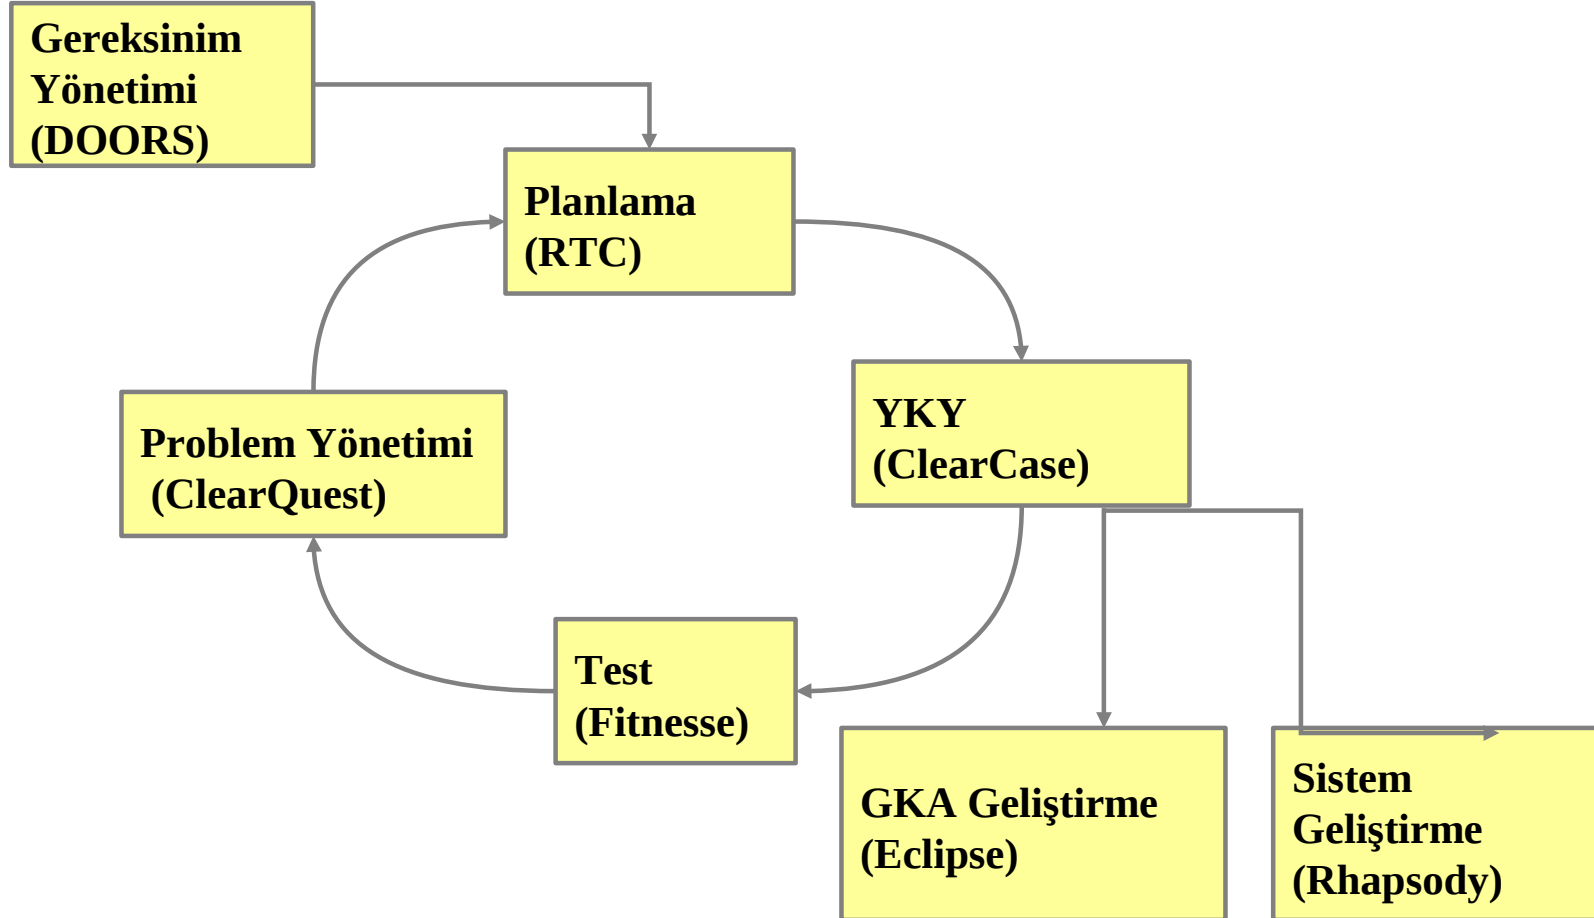 Gereksinim
Yönetimi
(DOORS)
Planlama
(RTC)
YKY
(ClearCase)
Problem Yönetimi
(ClearQuest)
Test
(Fitnesse)
GKA Geliştirme
(Eclipse)
Sistem
Geliştirme
(Rhapsody)